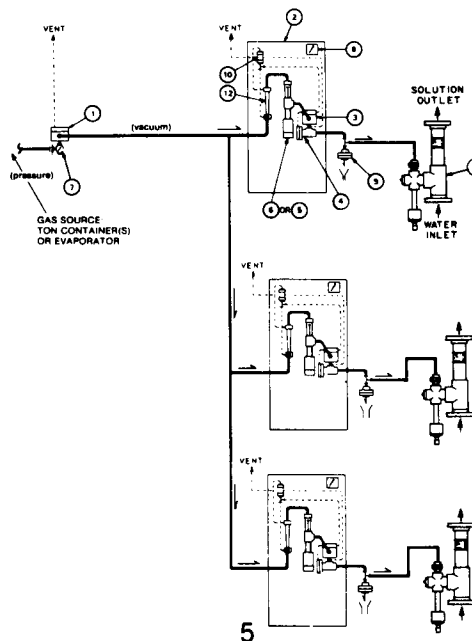 VENT
VENT
2
8
10
SOLUTION
OUTLET
1
12
3
(vacuum)
(pressure)
7
4
9
6 OR 5
WATER
INLET
GAS SOURCE
TON CONTAINER(S)
OR EVAPORATOR
VENT
VENT
5